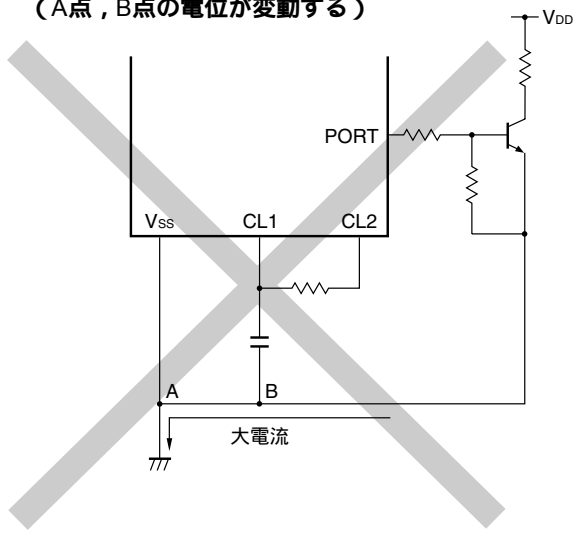 （A点，B点の電位が変動する）
VDD
PORT
VSS CL1 CL2
A B
大電流